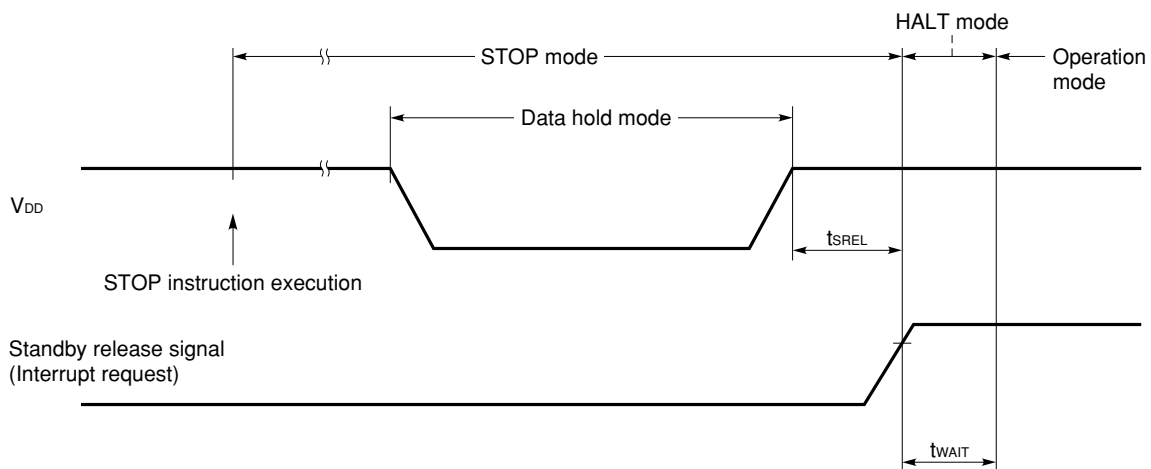 HALT mode
STOP mode
Operation
mode
Data hold mode
VDD
tSREL
STOP instruction execution
Standby release signal
(Interrupt request)
tWAIT